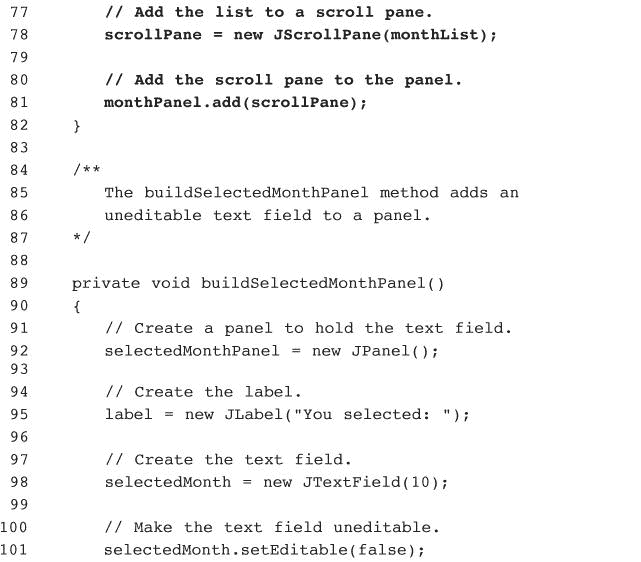 77 // Add the list to a scroll pane.
78 scrollPane = new JScrollPane(monthList);
79
80 // Add the scroll pane to the panel.
81 monthPanel.add(scrollPane);
82 }
83
84 /**
85 The buildSelectedMonthPanel method adds an
86 uneditable text field to a panel.
87 */
88
89 private void buildSelectedMonthPanel()
90 {
91 // Create a panel to hold the text field.
92 selectedMonthPanel = new JPanel();
93
94 // Create the label.
95 label = new JLabel("You selected: ");
96
97 // Create the text field.
98 selectedMonth = new JTextField(10);
99
100 // Make the text field uneditable.
101 selectedMonth.setEditable(false);